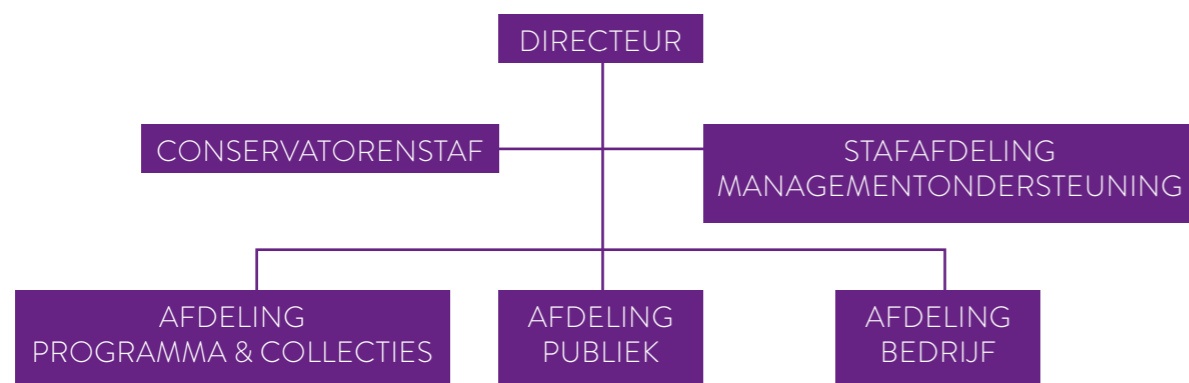 DIRECTEUR
CONSERVATORENSTAF
STAFAFDELING
MANAGEMENTONDERSTEUNING
AFDELING
PROGRAMMA & COLLECTIES
AFDELING
PUBLIEK
AFDELING
BEDRIJF